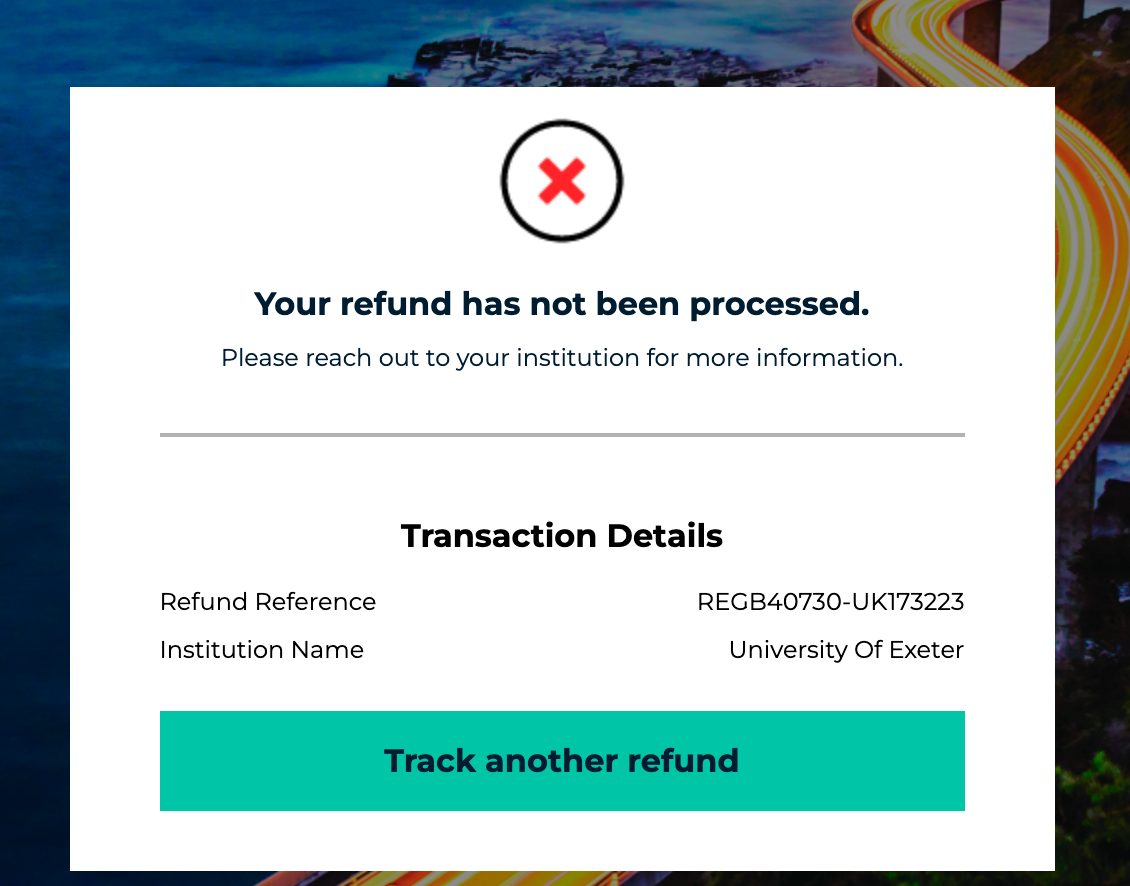 Your refund has not been processed.
Please reach out to your institution for more information.
Transaction Details
Refund Reference REGB40730-UK173223
Institution Name University Of Exeter
Track another refund